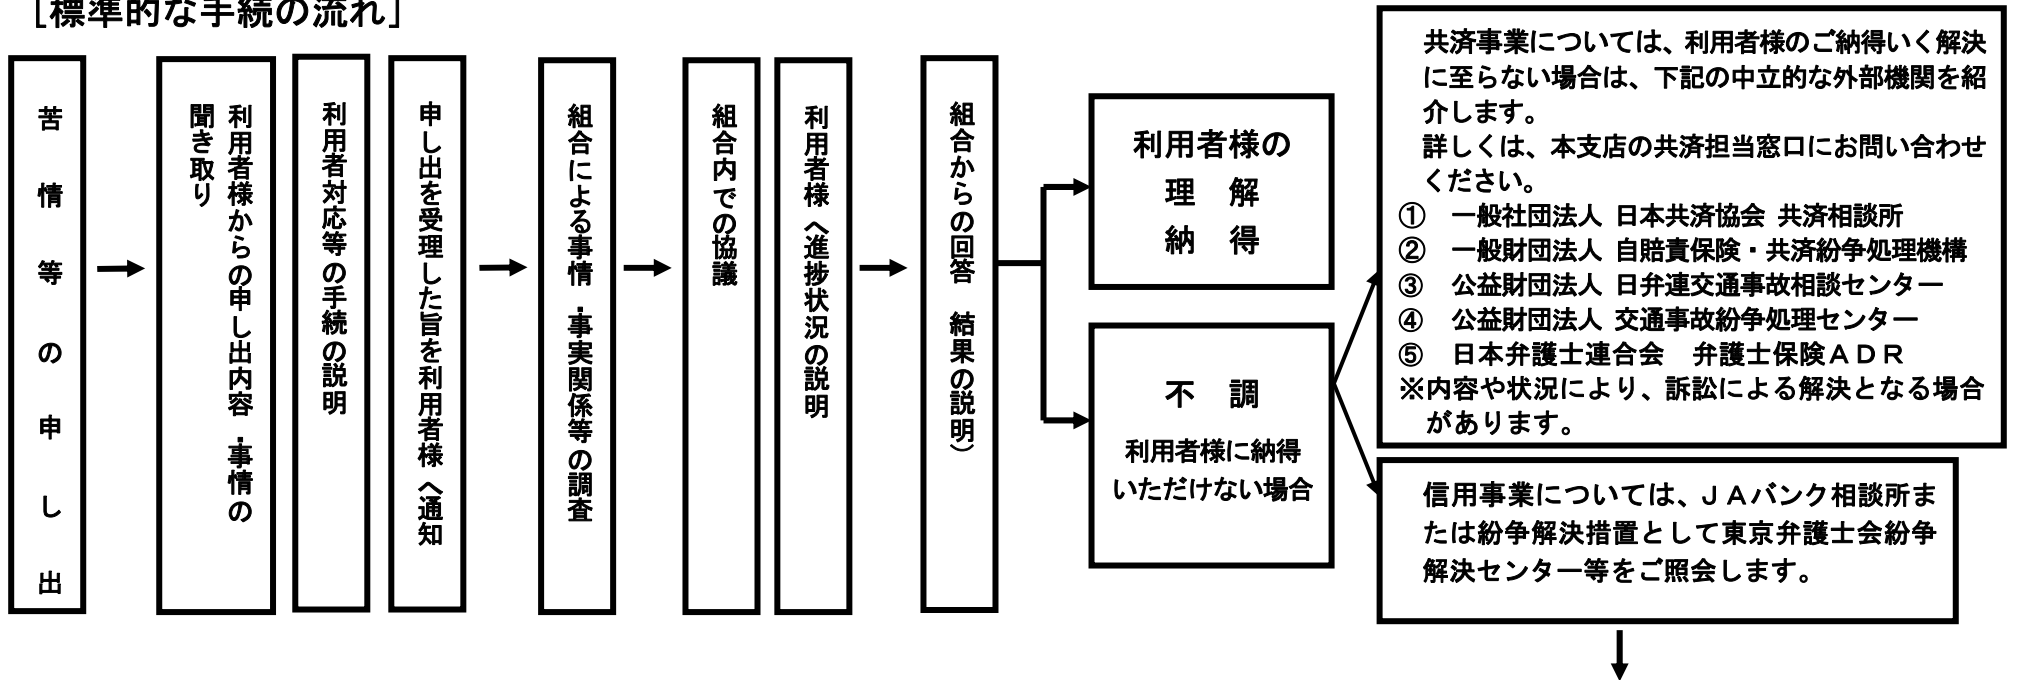 ［標準的な手続の流れ］
苦情等の申し出
利用者様からの申し出内容・事情の
聞き取り
利用者対応等の手続の説明
申し出を受理した旨を利用者様へ通知
組合による事情・事実関係等の調査
組合内での協議
利用者様へ進捗状況の説明
組合からの回答　結果の説明）
利用者様の
理　解
納　得
不　調
利用者様に納得
いただけない場合
共済事業については、利用者様のご納得いく解決
に至らない場合は、下記の中立的な外部機関を紹
介します。
詳しくは、本支店の共済担当窓口にお問い合わせ
ください。
①　一般社団法人 日本共済協会 共済相談所
②　一般財団法人 自賠責保険・共済紛争処理機構
③　公益財団法人 日弁連交通事故相談センター
④　公益財団法人 交通事故紛争処理センター
⑤　日本弁護士連合会　弁護士保険ＡＤＲ
※内容や状況により、訴訟による解決となる場合
があります。
信用事業については、ＪＡバンク相談所ま
たは紛争解決措置として東京弁護士会紛争
解決センター等をご照会します。